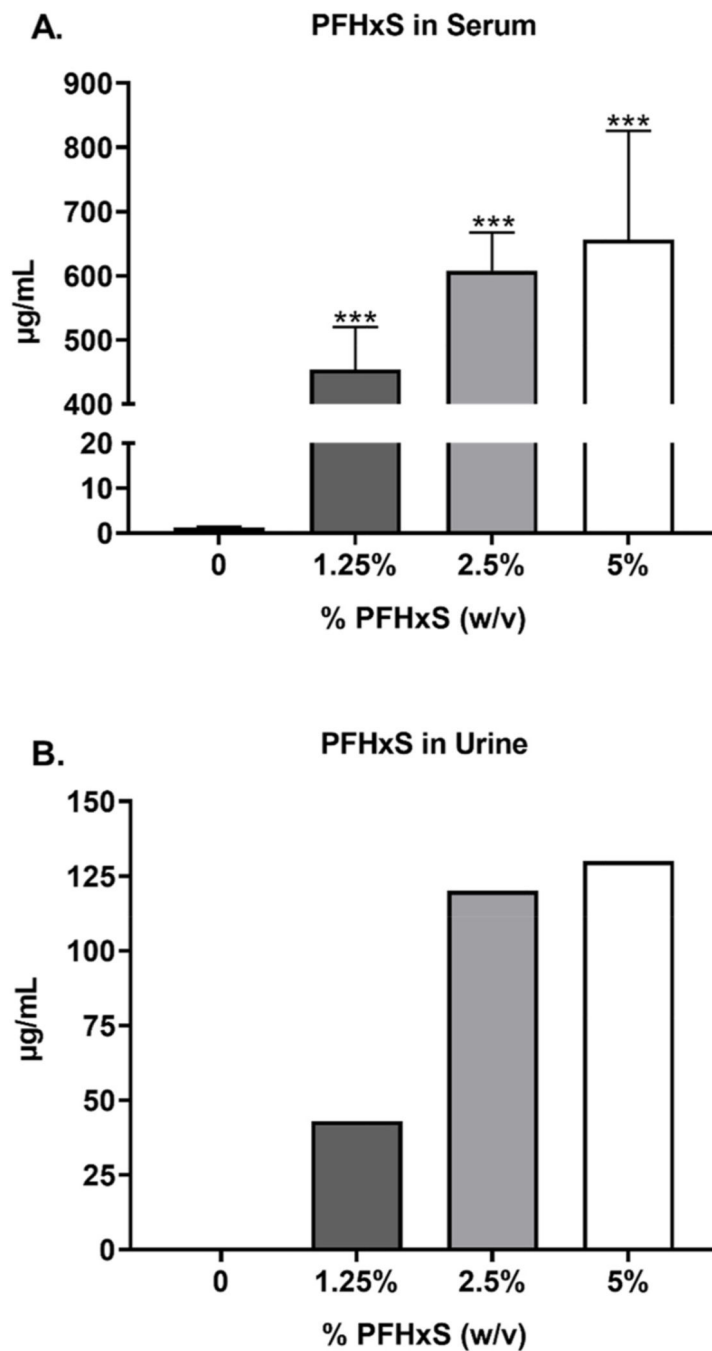 A.
PFHxS in Serum
900
800
700
600
500
400
20
10
0
µg/mL
***
***
***
0 1.25% 2.5% 5%
% PFHxS (w/v)
B.
PFHxS in Urine
150
125
100
75
50
25
0
µg/mL
0 1.25% 2.5% 5%
% PFHxS (w/v)